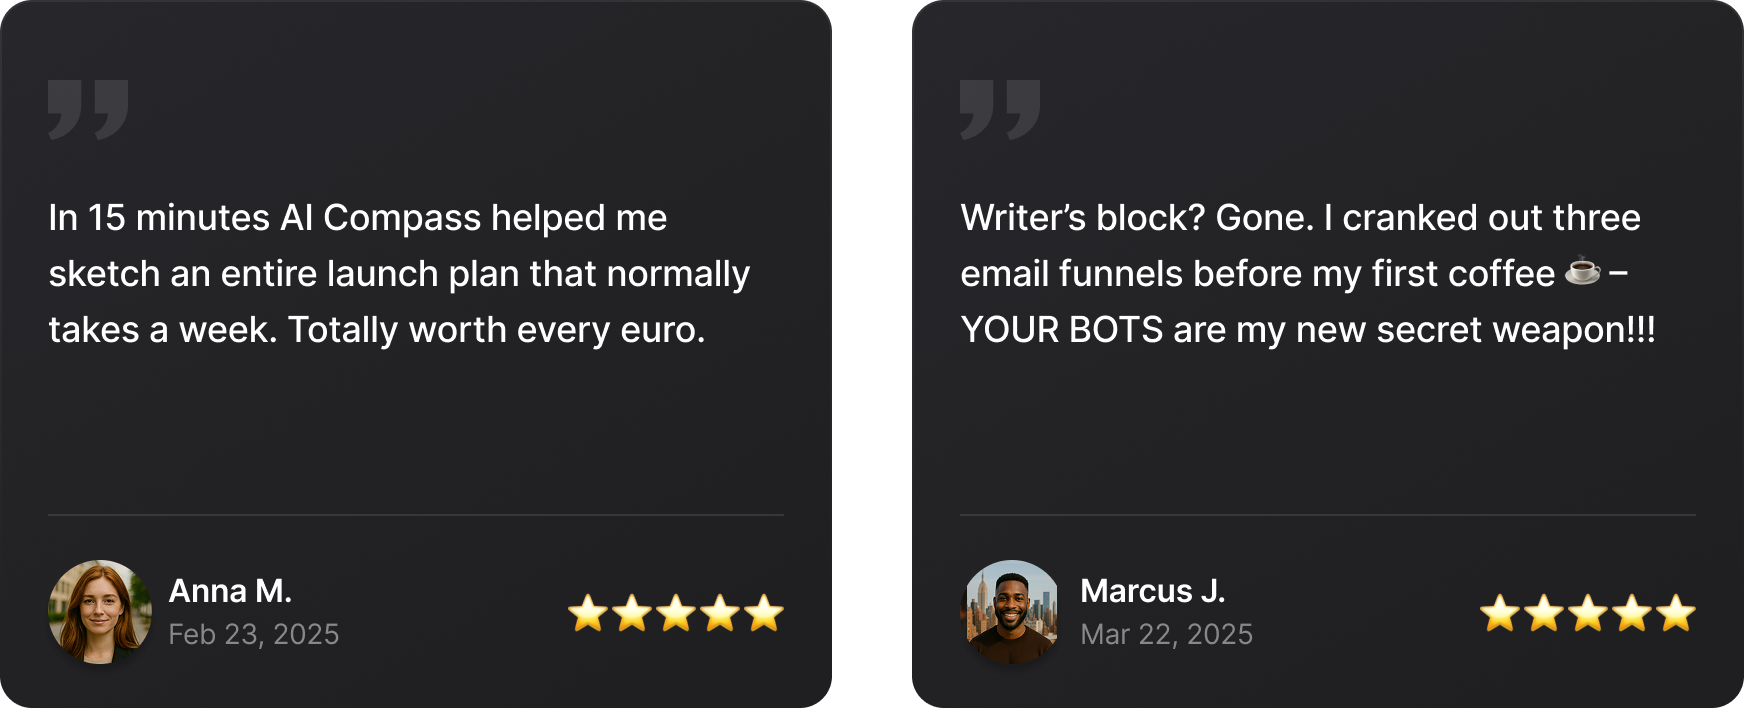 In 15 minutes AI Compass helped me
sketch an entire launch plan that normally
takes a week. Totally worth every euro.
Anna M.
Feb 23, 2025
Writer’s block? Gone. I cranked out three
email funnels before my first coffee ☕ –
YOUR BOTS are my new secret weapon!!!
Marcus J.
Mar 22, 2025